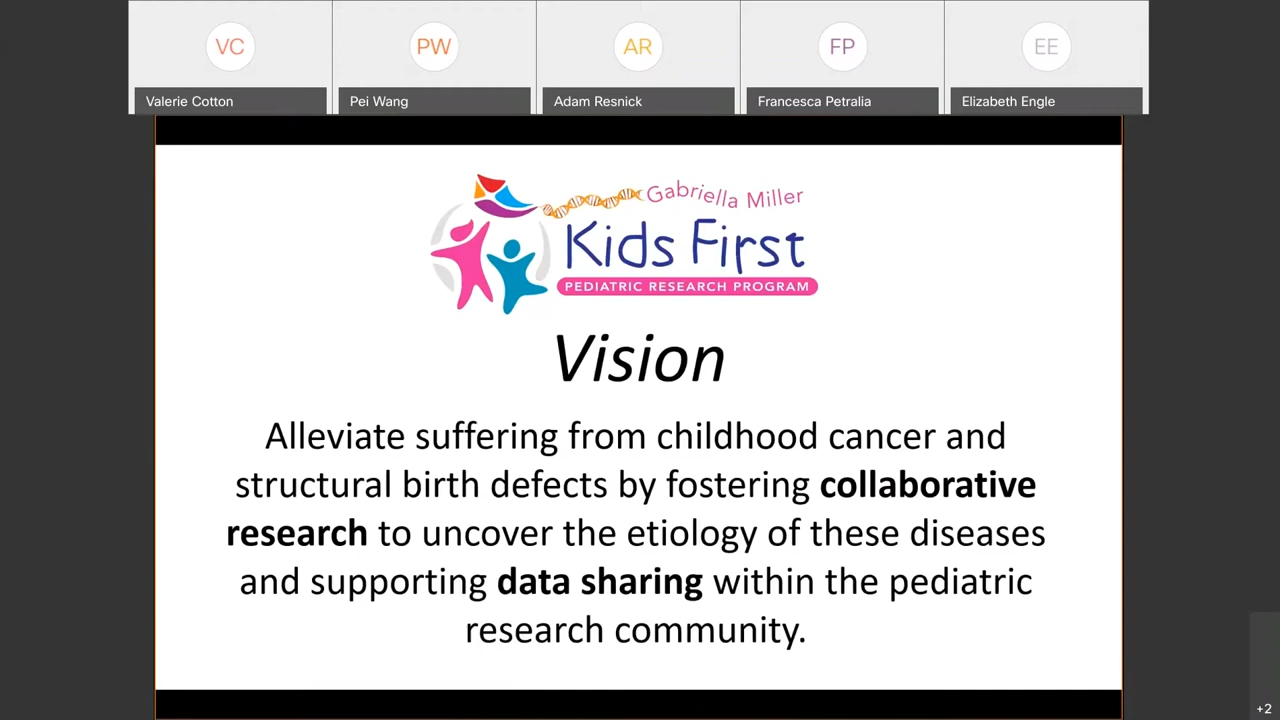 VC
PW
AR
FP
EE
Valerie Cotton
Pei Wang
Adam Resnick
Francesca Petralia
Elizabeth Engle
Gabriella Miller
Kids First
PEDIATRIC RESEARCH PROGRAM
Vision
Alleviate suffering from childhood cancer and
structural birth defects by fostering collaborative
research to uncover the etiology of these diseases
and supporting data sharing within the pediatric
research community.
+2